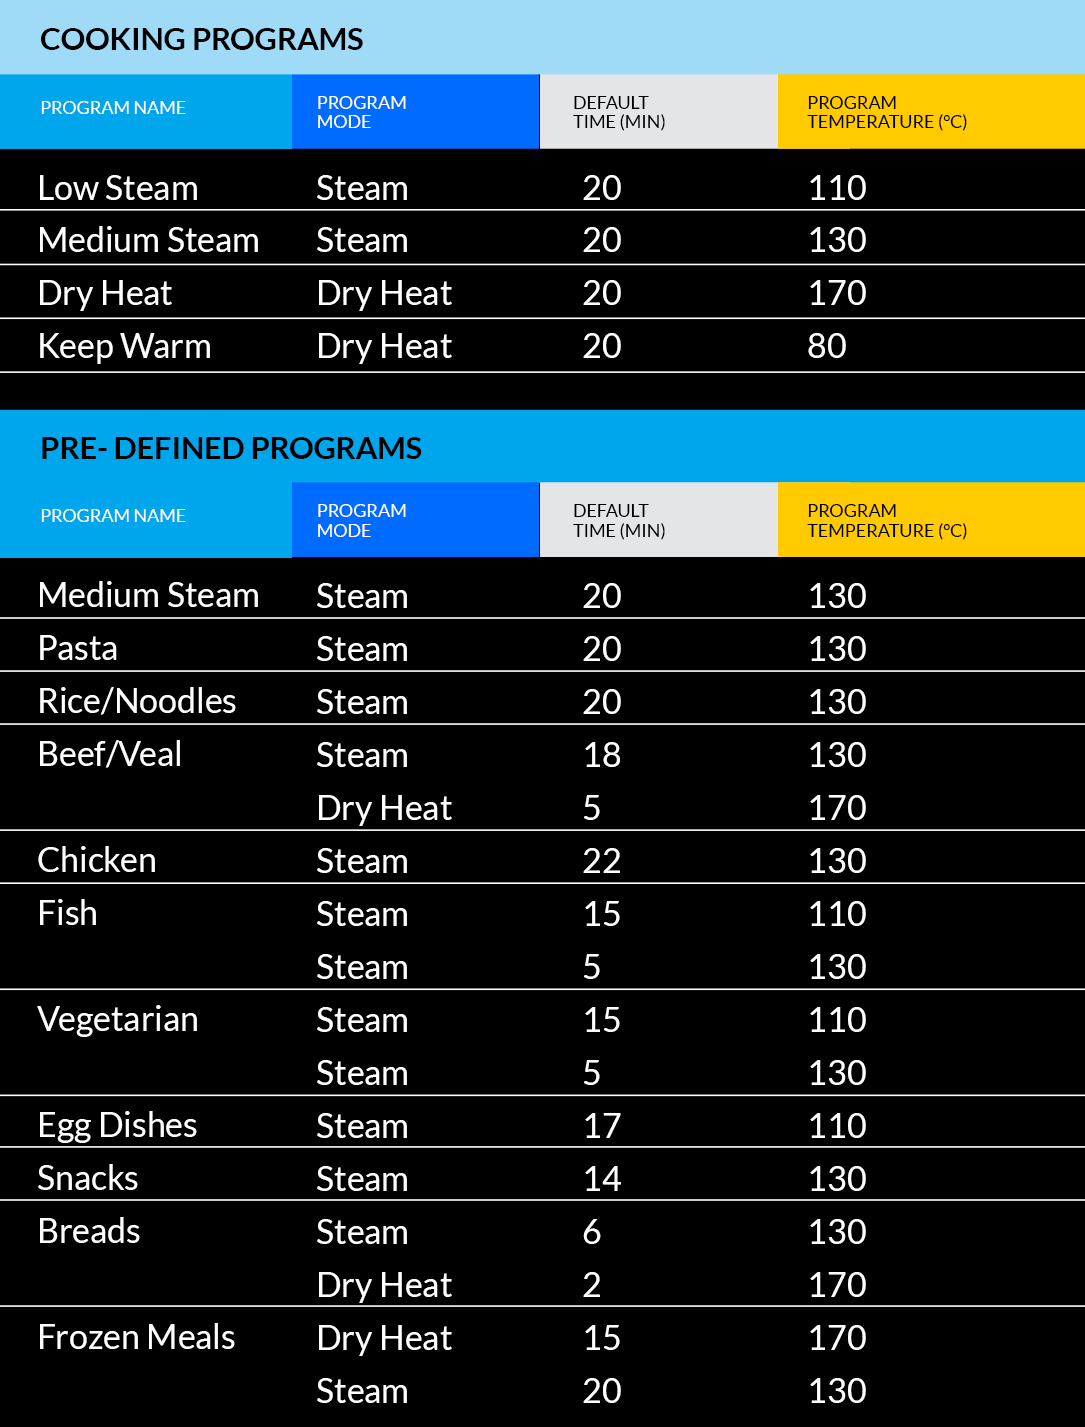 COOKING PROGRAMS
PROGRAM NAME PROGRAM MODE DEFAULT TIME (MIN) PROGRAM TEMPERATURE (°C)
Low Steam Steam 20 110
Medium Steam Steam 20 130
Dry Heat Dry Heat 20 170
Keep Warm Dry Heat 20 80
PRE- DEFINED PROGRAMS
PROGRAM NAME PROGRAM MODE DEFAULT TIME (MIN) PROGRAM TEMPERATURE (°C)
Medium Steam Steam 20 130
Pasta Steam 20 130
Rice/Noodles Steam 20 130
Beef/Veal Steam 18 130
Dry Heat 5 170
Chicken Steam 22 130
Fish Steam 15 110
Steam 5 130
Vegetarian Steam 15 110
Steam 5 130
Egg Dishes Steam 17 110
Snacks Steam 14 130
Breads Steam 6 130
Dry Heat 2 170
Frozen Meals Dry Heat 15 170
Steam 20 130